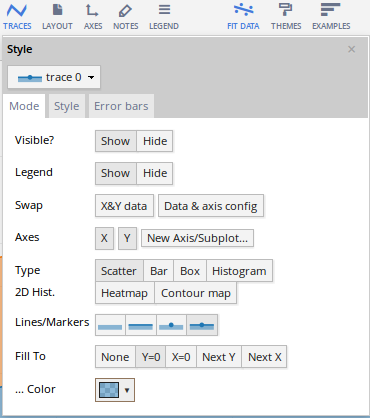 TRACES LAYOUT AXES NOTES LEGEND FIT DATA THEMES EXAMPLES
Style ×
trace 0
Mode Style Error bars
Visible? Show Hide
Legend Show Hide
Swap X&Y data Data & axis config
Axes X Y New Axis/Subplot...
Type Scatter Bar Box Histogram
2D Hist. Heatmap Contour map
Lines/Markers
Fill To None Y=0 X=0 Next Y Next X
... Color